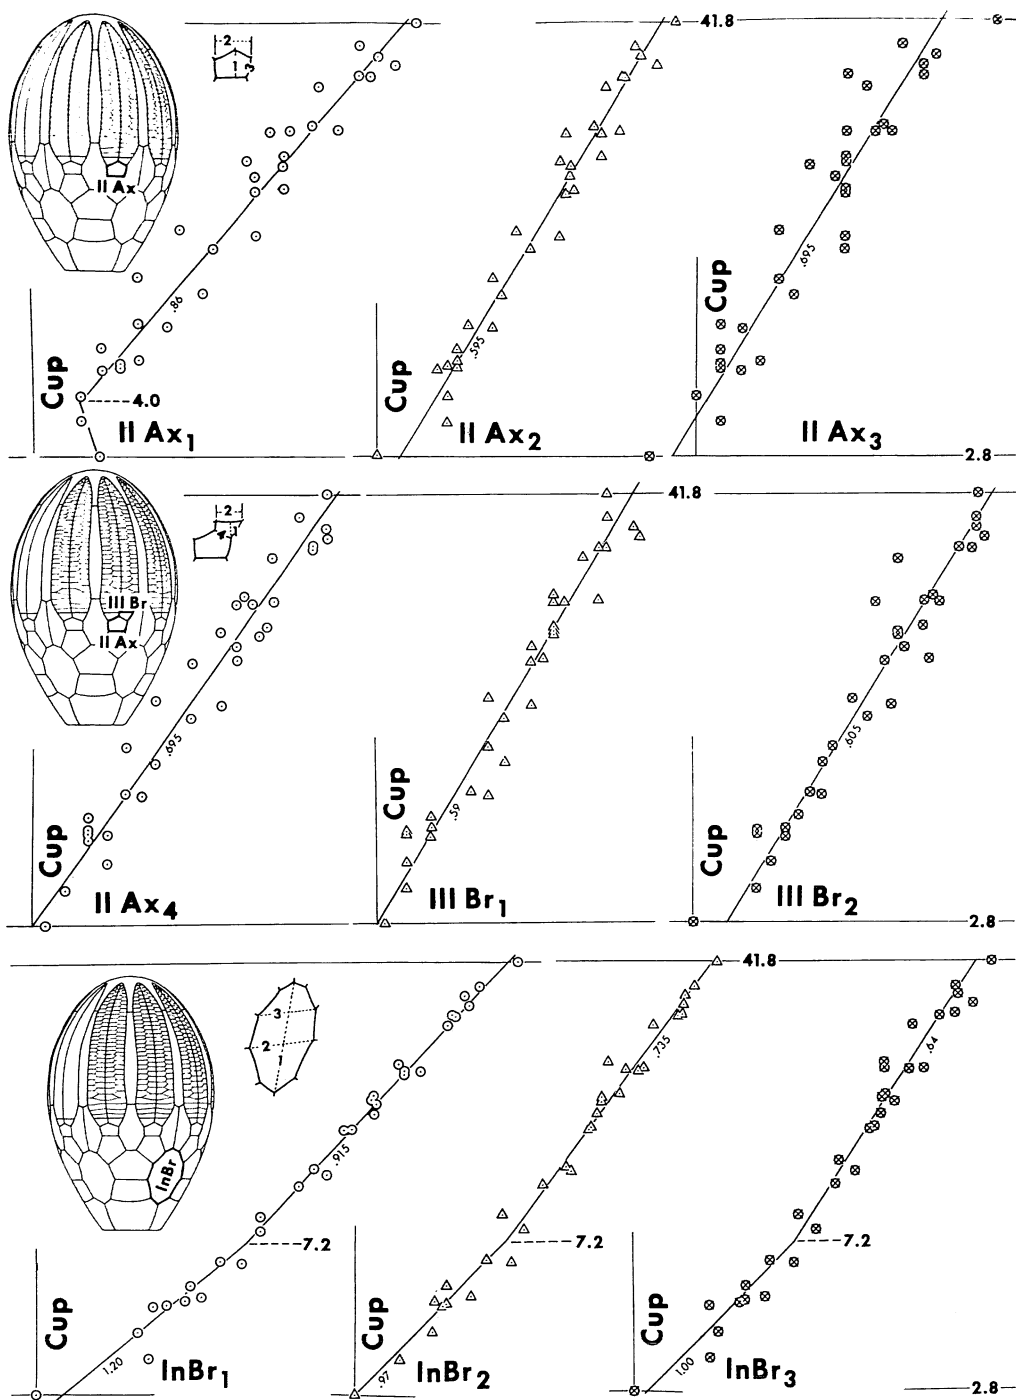 2
1
3
II Ax
.86
Cup
4.0
II Ax1
41.8
.595
Cup
II Ax2
Cup
.695
II Ax3
2.8
2
1
4
III Br
II Ax
.695
Cup
II Ax4
41.8
Cup
.59
III Br1
.605
Cup
III Br2
2.8
3
2
1
InBr
.915
7.2
Cup
1.20
InBr1
41.8
.735
7.2
Cup
.97
InBr2
.64
7.2
Cup
1.00
InBr3
2.8